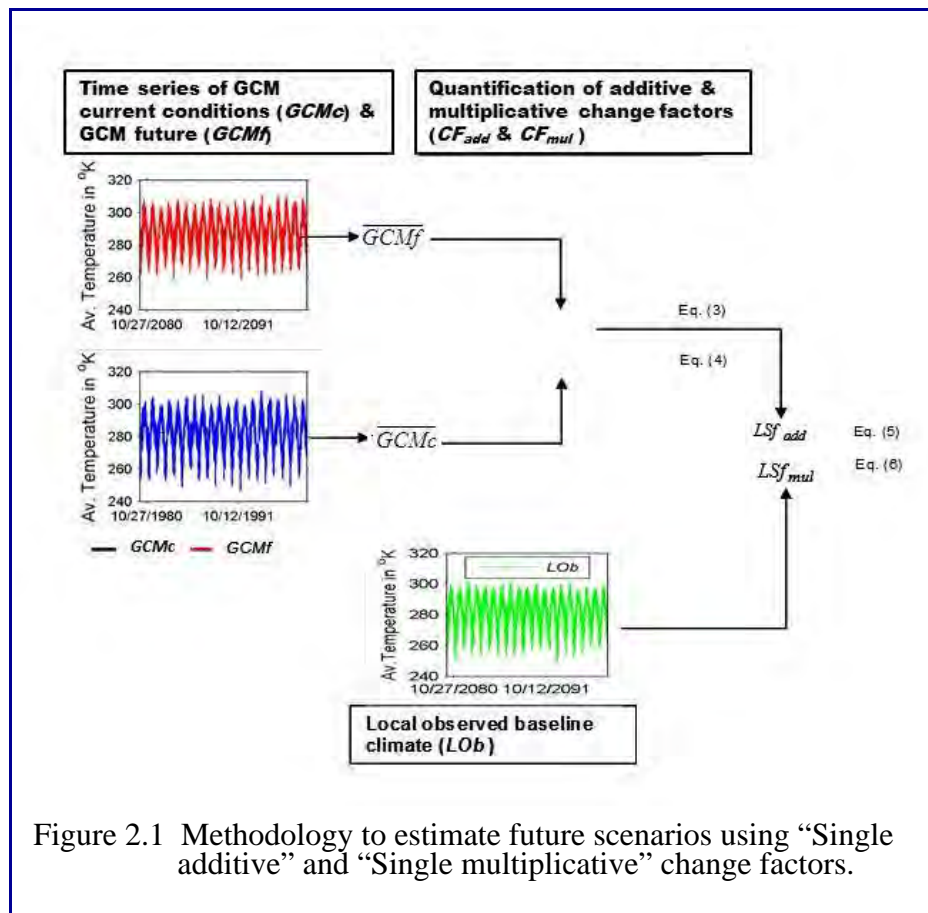 Time series of GCM
current conditions (GCMc) &
GCM future (GCMf)
Quantification of additive &
multiplicative change factors
(CFadd & CFmul )
Av. Temperature in °K
320
300
280
260
240
10/27/2080 10/12/2091
GCMf
Eq. (3)
Eq. (4)
Av. Temperature in °K
320
300
280
260
240
10/27/1980 10/12/1991
GCMc
GCMc GCMf
LSf add Eq. (5)
LSf mul Eq. (6)
Av.Temperature in °K
320
300
280
260
240
LOb
10/27/2080 10/12/2091
Local observed baseline
climate (LOb)
Figure 2.1 Methodology to estimate future scenarios using “Single
additive” and “Single multiplicative” change factors.